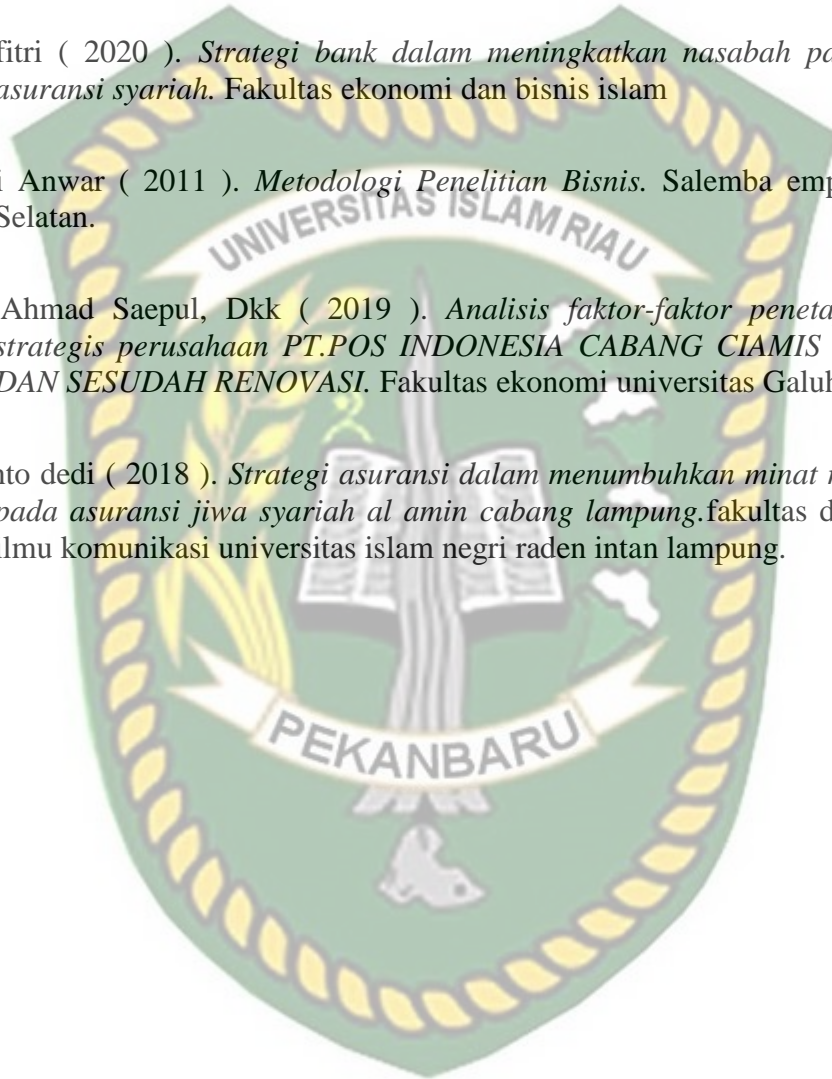 fitri ( 2020 ). Strategi bank dalam meningkatkan nasabah pa
asuransi syariah. Fakultas ekonomi dan bisnis islam
i Anwar ( 2011 ). Metodologi Penelitian Bisnis. Salemba emp
Selatan.
UNIVERSITAS ISLAM RIAU
Ahmad Saepul, Dkk ( 2019 ). Analisis faktor-faktor peneta
strategis perusahaan PT.POS INDONESIA CABANG CIAMIS
DAN SESUDAH RENOVASI. Fakultas ekonomi universitas Galuh
nto dedi ( 2018 ). Strategi asuransi dalam menumbuhkan minat
pada asuransi jiwa syariah al amin cabang lampung.fakultas d
ilmu komunikasi universitas islam negri raden intan lampung.
PEKANBARU